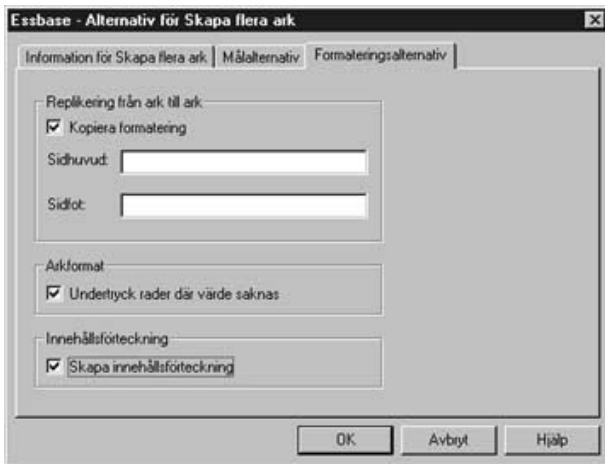 Essbase - Alternativ för Skapa flera ark
Information för Skapa flera ark Målalternativ Formateringsalternativ
Replikering från ark till ark
Kopiera formatering
Sidhuvud:
Sidfot:
Arkformat
Undertryck rader där värde saknas
Innehållsförteckning
Skapa innehållsförteckning
OK Avbryt Hjälp